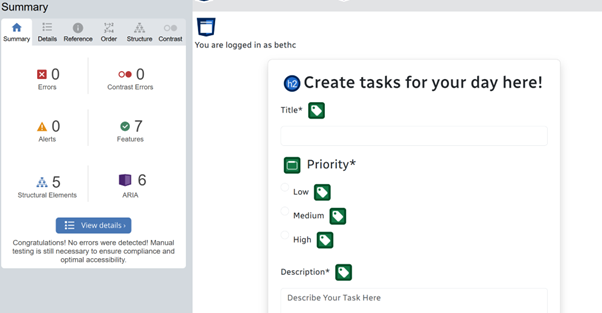 Summary
Summary Details Reference Order Structure Contrast
0 0
Errors Contrast Errors
0 7
Alerts Features
5 6
Structural Elements ARIA
View details ›
Congratulations! No errors were detected! Manual
testing is still necessary to ensure compliance and
optimal accessibility.
You are logged in as bethc
h2 Create tasks for your day here!
Title*
Priority*
Low
Medium
High
Description*
Describe Your Task Here